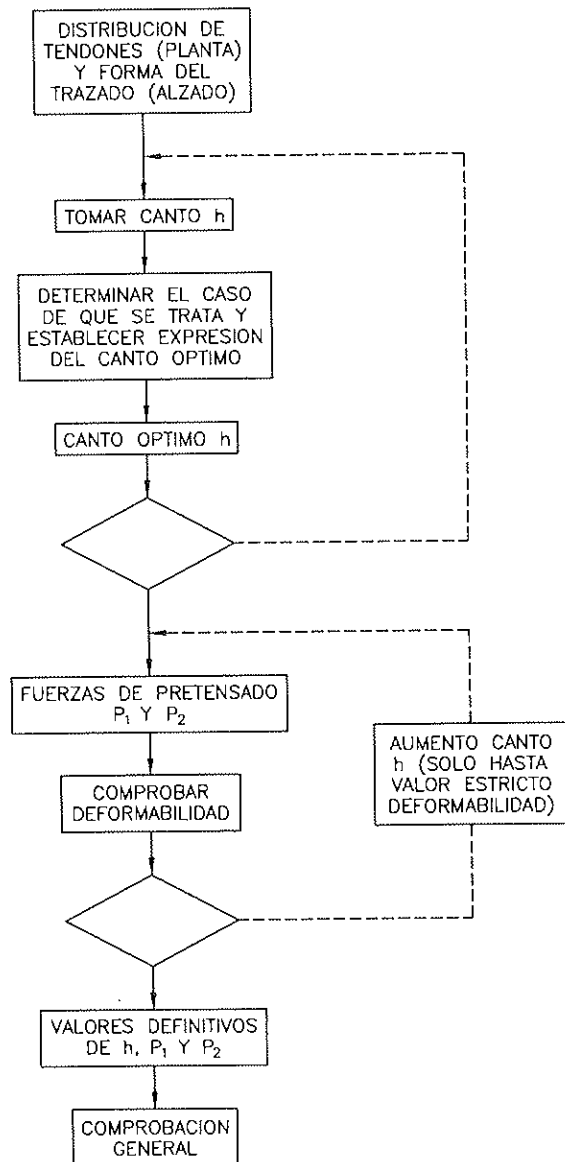 DISTRIBUCION DE
TENDONES (PLANTA)
Y FORMA DEL
TRAZADO (ALZADO)
TOMAR CANTO h
DETERMINAR EL CASO
DE QUE SE TRATA Y
ESTABLECER EXPRESION
DEL CANTO OPTIMO
CANTO OPTIMO h
FUERZAS DE PRETENSADO
P₁ Y P₂
AUMENTO CANTO
h (SOLO HASTA
VALOR ESTRICTO
DEFORMABILIDAD)
COMPROBAR
DEFORMABILIDAD
VALORES DEFINITIVOS
DE h, P₁ Y P₂
COMPROBACION
GENERAL